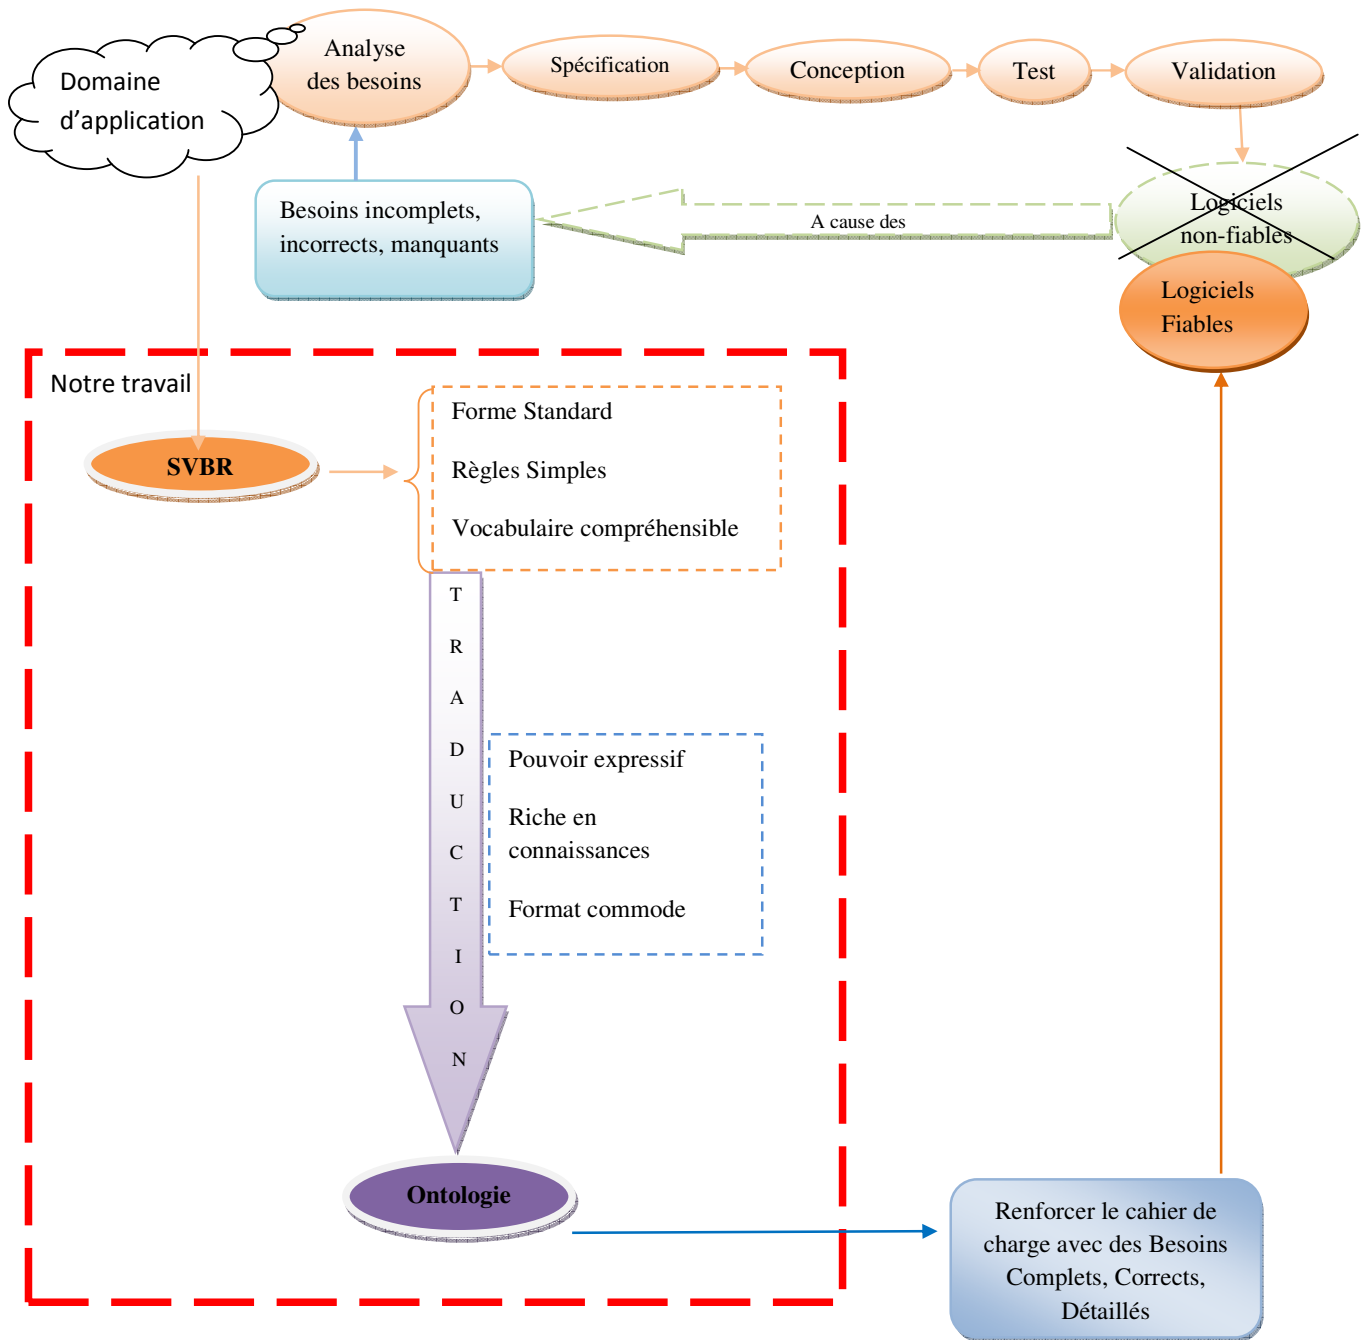 Domaine
d’application
Analyse
des besoins
Spécification
Conception
Test
Validation
Besoins incomplets,
incorrects, manquants
A cause des
Logiciels
non-fiables
Logiciels
Fiables
Notre travail
SVBR
Forme Standard
Règles Simples
Vocabulaire compréhensible
T
R
A
D
U
C
T
I
O
N
Pouvoir expressif
Riche en
connaissances
Format commode
Ontologie
Renforcer le cahier de
charge avec des Besoins
Complets, Corrects,
Détaillés